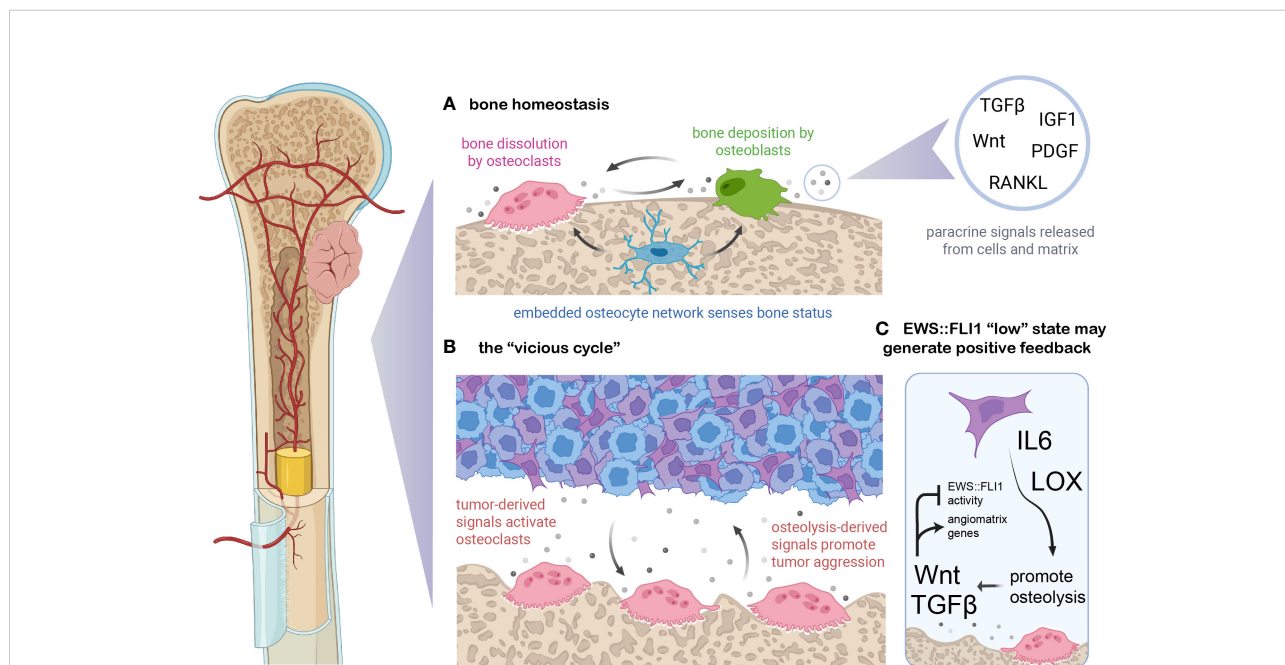 A bone homeostasis
bone dissolution
by osteoclasts
bone deposition by
osteoblasts
TGFβ
IGF1
Wnt
PDGF
RANKL
paracrine signals released
from cells and matrix
embedded osteocyte network senses bone status
B the “vicious cycle”
tumor-derived
signals activate
osteoclasts
osteolysis-derived
signals promote
tumor aggression
C EWS::FLI1 “low” state may
generate positive feedback
IL6
LOX
EWS::FLI1
activity
angiomatrix
genes
Wnt
TGFβ
promote
osteolysis